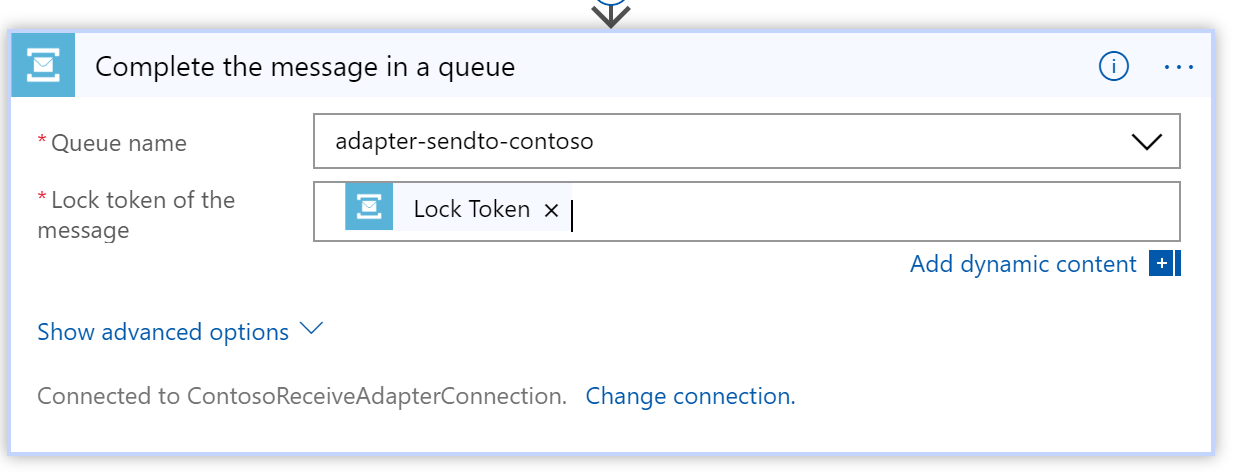 Complete the message in a queue
* Queue name
adapter-sendto-contoso
* Lock token of the
message
Lock Token ×
Add dynamic content
Show advanced options
Connected to ContosoReceiveAdapterConnection. Change connection.